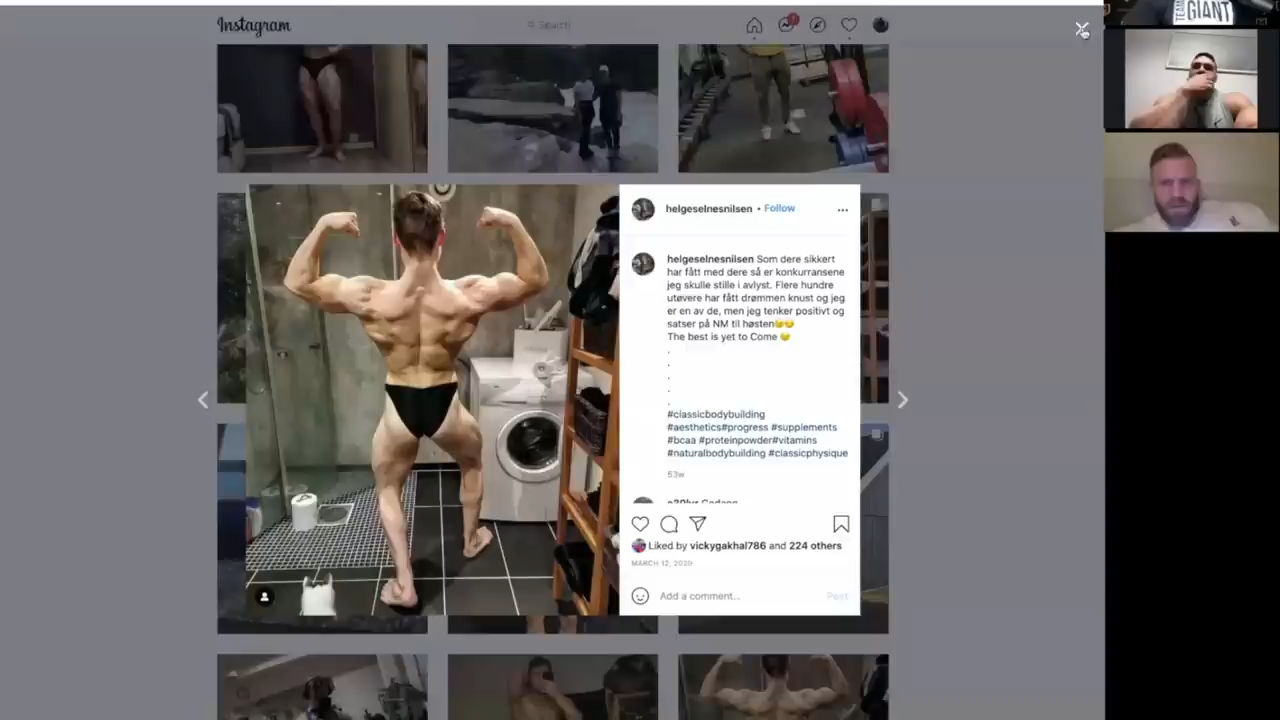 Instagram
Search
TEAM
GIANT
helgeselnesnilsen • Follow
helgeselnesnilsen Som dere sikkert
har fått med dere så er konkurransene
jeg skulle stille i avlyst. Flere hundre
utøvere har fått drømmen knust og jeg
er en av de, men jeg tenker positivt og
satser på NM til høsten
The best is yet to Come
.
.
.
.
.
#classicbodybuilding
#aesthetics#progress #supplements
#bcaa #proteinpowder#vitamins
#naturalbodybuilding #classicphysique
53w
Liked by vickygakhal786 and 224 others
MARCH 12, 2020
Add a comment... Post